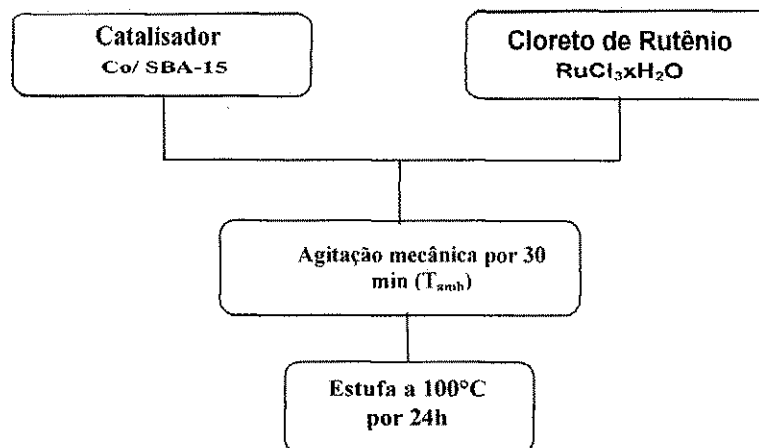 Catalisador
Co/ SBA-15
Cloreto de Rutênio
RuCl₃xH₂O
Agitação mecânica por 30
min (Tₐₘb)
Estufa a 100°C
por 24h